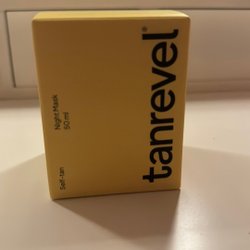 tanrevel®
Night Mask
50 ml
Self-tan